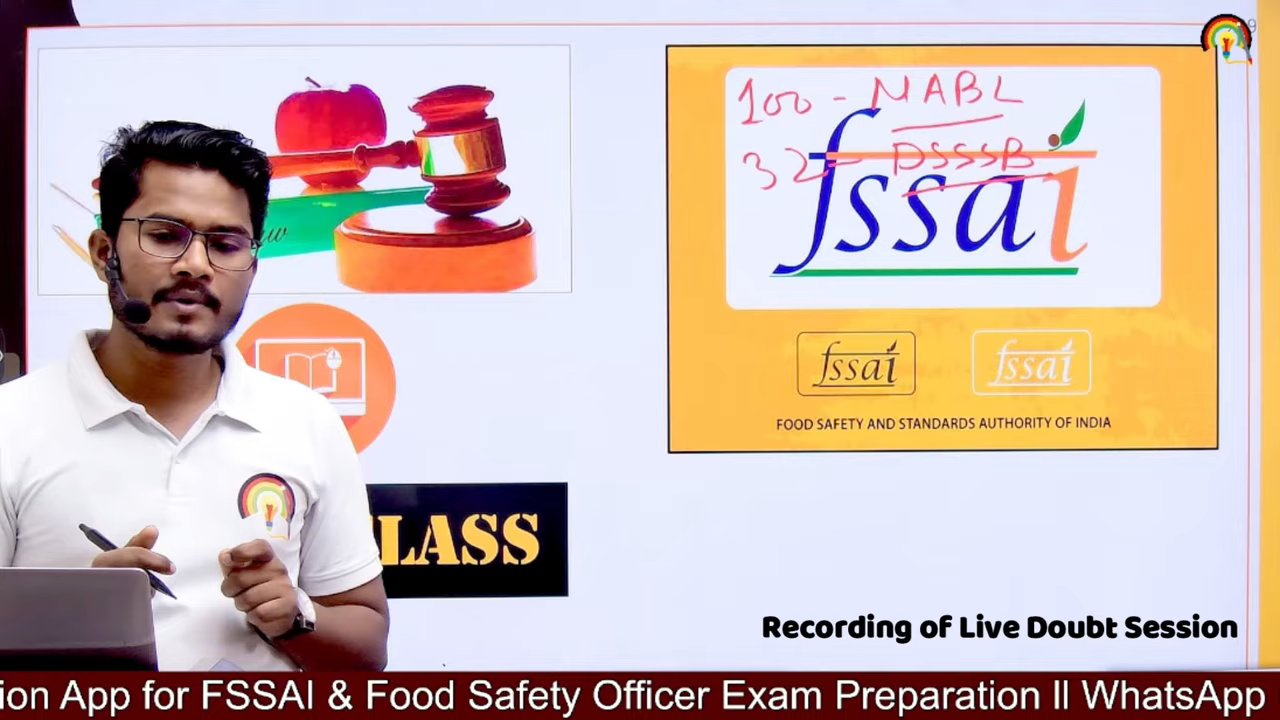 100 - NABL
32 - DSSSB
fssai
fssai fssai
FOOD SAFETY AND STANDARDS AUTHORITY OF INDIA
LASS
Recording of Live Doubt Session
ion App for FSSAI & Food Safety Officer Exam Preparation ll WhatsApp